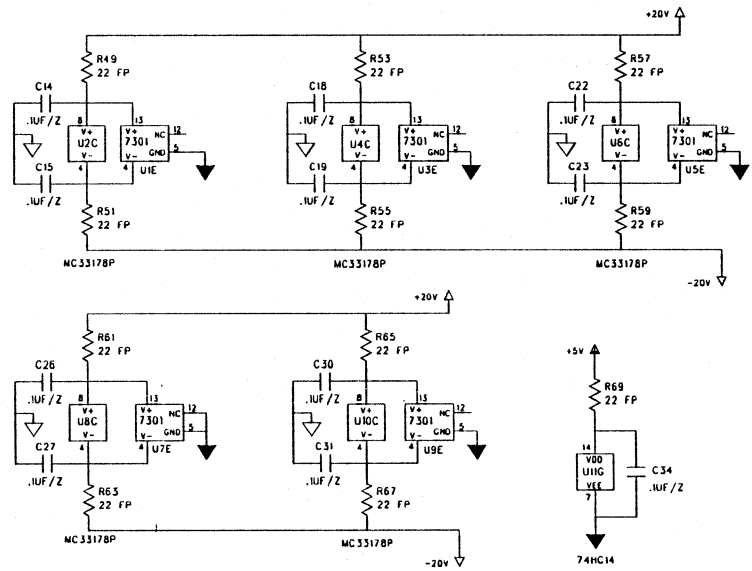 +20V
R49
22 FP
R53
22 FP
R57
22 FP
C14
.1UF/Z
8
V+
U2C
V-
4
13
V+
7301
V-
NC
12
GND
5
4
U1E
C15
.1UF/Z
R51
22 FP
MC33178P
C18
.1UF/Z
8
V+
U4C
V-
4
13
V+
7301
V-
NC
12
GND
5
4
U3E
C19
.1UF/Z
R55
22 FP
MC33178P
C22
.1UF/Z
8
V+
U6C
V-
4
13
V+
7301
V-
NC
12
GND
5
4
U5E
C23
.1UF/Z
R59
22 FP
MC33178P
-20V
+20V
R61
22 FP
R65
22 FP
C26
.1UF/Z
8
V+
U8C
V-
4
13
V+
7301
V-
NC
12
GND
5
4
U7E
C27
.1UF/Z
R63
22 FP
MC33178P
C30
.1UF/Z
8
V+
U10C
V-
4
13
V+
7301
V-
NC
12
GND
5
4
U9E
C31
.1UF/Z
R67
22 FP
MC33178P
-20V
+5V
R69
22 FP
14
VDD
U11G
VEE
7
C34
.1UF/Z
74HC14